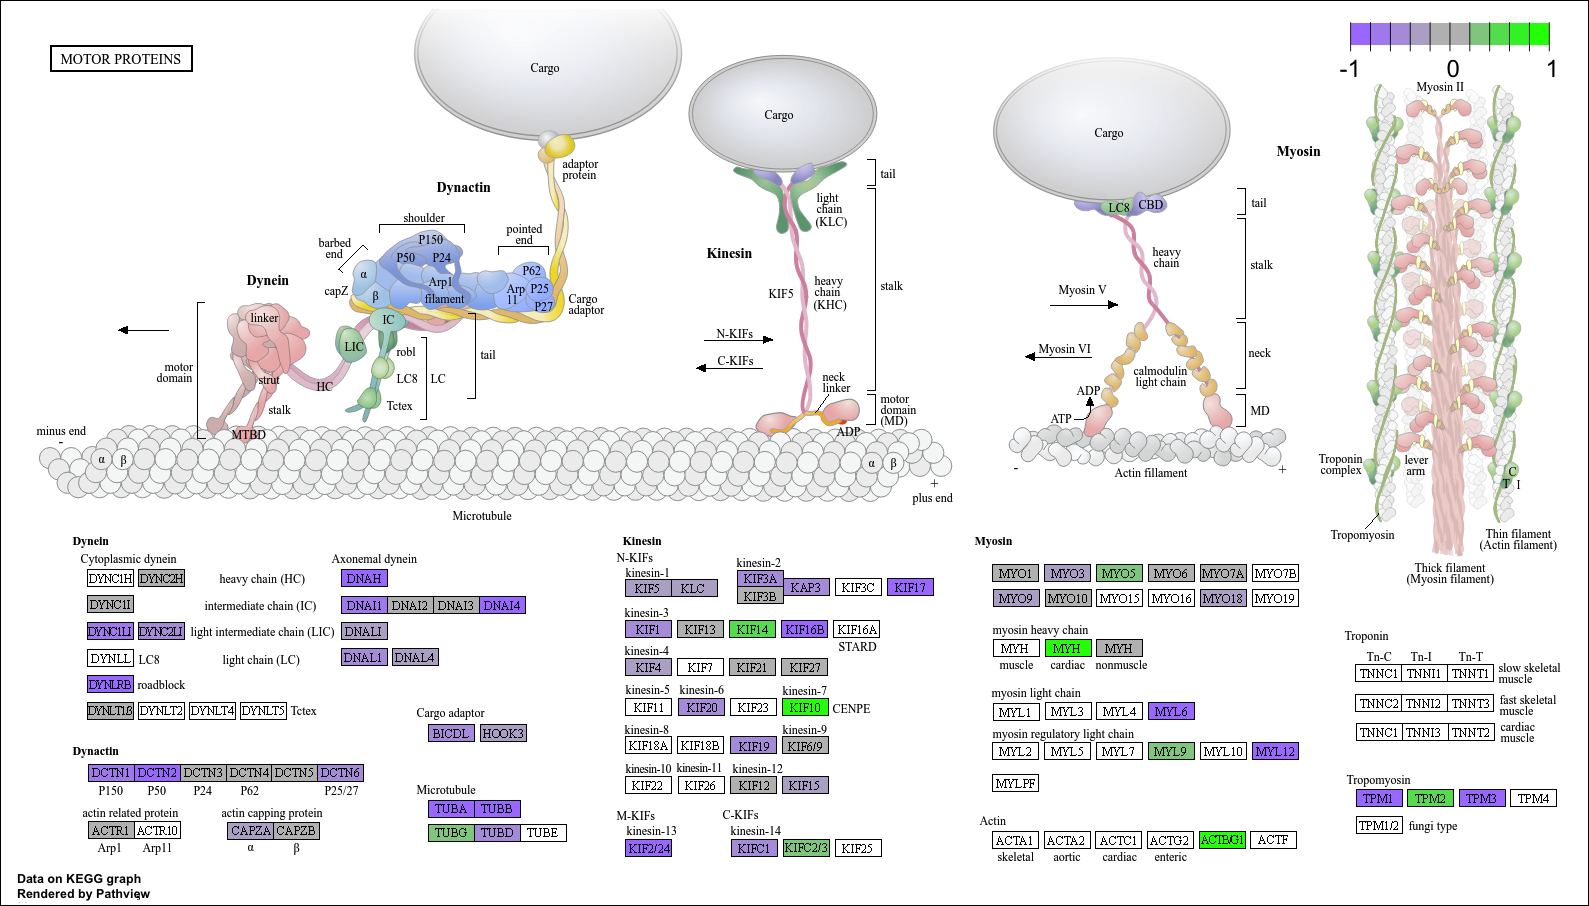 MOTOR PROTEINS
Cargo
Cargo
Cargo
-1
0
1
Myosin II
Myosin
adaptor
protein
Dynactin
shoulder
P150
P50
P24
barbed
end
α
capZ
β
Arp1
filament
pointed
end
P62
Arp
11
P25
P27
Cargo
adaptor
Dynein
linker
IC
LIC
robl
LC8
LC
Tctex
tail
motor
domain
strut
HC
stalk
MTBD
minus end
-
α
β
Microtubule
tail
light
chain
(KLC)
Kinesin
KIF5
heavy
chain
(KHC)
stalk
N-KIFs
C-KIFs
neck
linker
motor
domain
(MD)
ADP
α
β
+
plus end
LC8
CBD
tail
heavy
chain
stalk
Myosin V
Myosin VI
neck
calmodulin
light chain
ADP
ATP
MD
-
+
Actin fillament
Troponin
complex
lever
arm
C
T
I
Tropomyosin
Thin filament
(Actin filament)
Thick filament
(Myosin filament)
Dynein
Cytoplasmic dynein
Axonemal dynein
DYNC1H
DYNC2H
heavy chain (HC)
DNAH
DYNC1I
intermediate chain (IC)
DNAI1
DNAI2
DNAI3
DNAI4
DYNC1LI
DYNC2LI
light intermediate chain (LIC)
DNALI
DYNLL
LC8
light chain (LC)
DNAL1
DNAL4
DYNLRB
roadblock
DYNLT1B
DYNLT2
DYNLT4
DYNLT5
Tctex
Cargo adaptor
BICDL
HOOK3
Dynactin
DCTN1
DCTN2
DCTN3
DCTN4
DCTN5
DCTN6
P150
P50
P24
P62
P25/27
actin related protein
actin capping protein
ACTR1
ACTR10
CAPZA
CAPZB
Arp1
Arp11
α
β
Microtubule
TUBA
TUBB
TUBG
TUBD
TUBE
Kinesin
N-KIFs
kinesin-1
kinesin-2
KIF5
KLC
KIF3A
KIF3B
KAP3
KIF3C
KIF17
kinesin-3
KIF1
KIF13
KIF14
KIF16B
KIF16A
STARD
kinesin-4
KIF4
KIF7
KIF21
KIF27
kinesin-5
kinesin-6
kinesin-7
KIF11
KIF20
KIF23
KIF10
CENPE
kinesin-8
kinesin-9
KIF18A
KIF18B
KIF19
KIF6/9
kinesin-10
kinesin-11
kinesin-12
KIF22
KIF26
KIF12
KIF15
M-KIFs
C-KIFs
kinesin-13
kinesin-14
KIF2/24
KIFC1
KIFC2/3
KIF25
Myosin
MYO1
MYO3
MYO5
MYO6
MYO7A
MYO7B
MYO9
MYO10
MYO15
MYO16
MYO18
MYO19
myosin heavy chain
MYH
MYH
MYH
muscle
cardiac
nonmuscle
myosin light chain
MYL1
MYL3
MYL4
MYL6
myosin regulatory light chain
MYL2
MYL5
MYL7
MYL9
MYL10
MYL12
MYLPF
Actin
ACTA1
ACTA2
ACTC1
ACTG2
ACTB/G1
ACTF
skeletal
aortic
cardiac
enteric
Troponin
Tn-C
Tn-I
Tn-T
TNNC1
TNNI1
TNNT1
slow skeletal
muscle
TNNC2
TNNI2
TNNT3
fast skeletal
muscle
TNNC1
TNNI3
TNNT2
cardiac
muscle
Tropomyosin
TPM1
TPM2
TPM3
TPM4
TPM1/2
fungi type
Data on KEGG graph
Rendered by Pathview